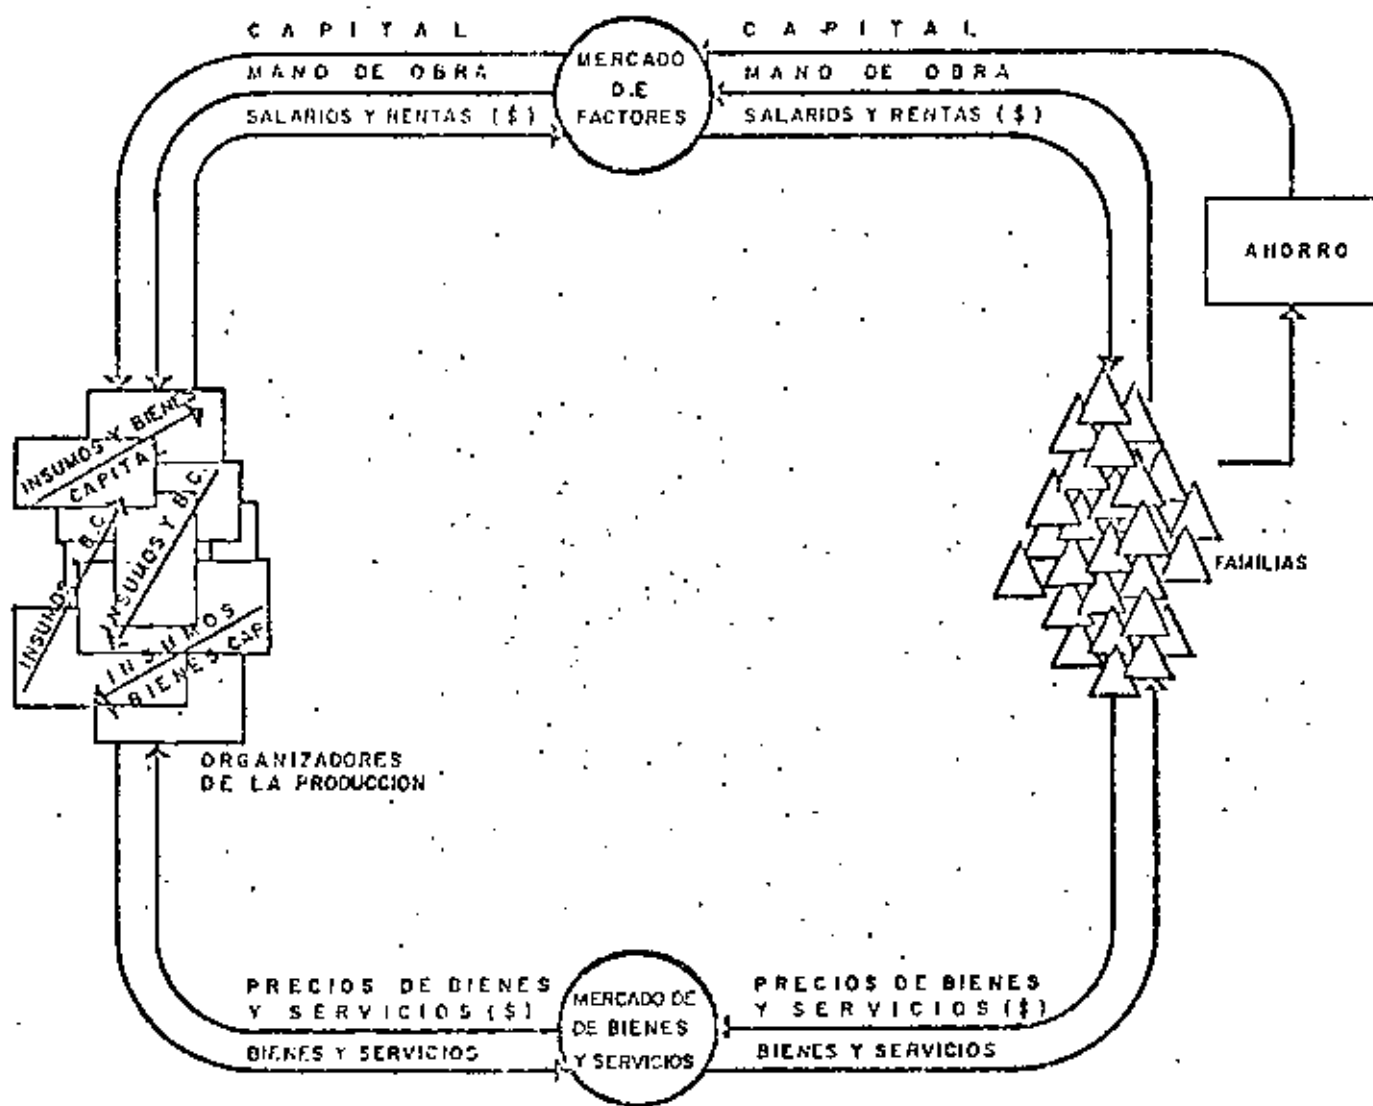 CAPITAL
MANO DE OBRA
SALARIOS Y RENTAS ($)
MERCADO
D.E
FACTORES
CAPITAL
MANO DE OBRA
SALARIOS Y RENTAS ($)
AHORRO
INSUMOS Y BIENES
CAPITAL
INSUMOS B.C.
INSUMOS Y B.C.
INSUMOS
Y BIENES CAP
FAMILIAS
ORGANIZADORES
DE LA PRODUCCION
PRECIOS DE BIENES
Y SERVICIOS ($)
BIENES Y SERVICIOS
MERCADO DE
DE BIENES
Y SERVICIOS
PRECIOS DE BIENES
Y SERVICIOS ($)
BIENES Y SERVICIOS